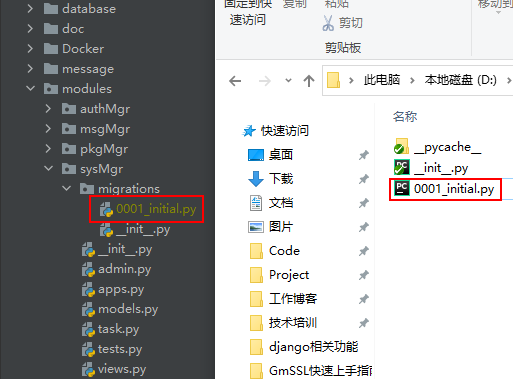 database
doc
Docker
message
modules
authMgr
msgMgr
pkgMgr
sysMgr
migrations
0001_initial.py
__init__.py
__init__.py
admin.py
apps.py
models.py
task.py
tests.py
views.py
固定到快
速访问
复制
粘贴
剪切
剪贴板
移动到
此电脑
本地磁盘 (D:)
快速访问
桌面
下载
文档
图片
Code
Project
工作博客
技术培训
django相关功能
GmSSL快速上手指南
名称
__pycache__
__init__.py
0001_initial.py